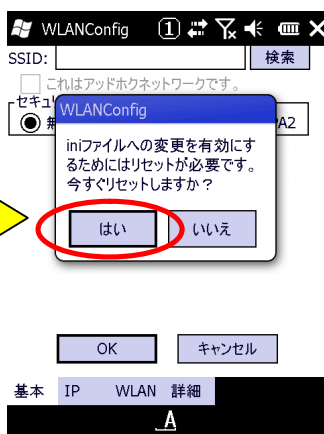 WLANConfig 1
SSID: 検索
これはアッドホクネットワークです。
セキュ
WLANConfig
A2
iniファイルへの変更を有効にす
るためにはリセットが必要です。
今すぐリセットしますか？
はい いいえ
OK キャンセル
基本 IP WLAN 詳細
A